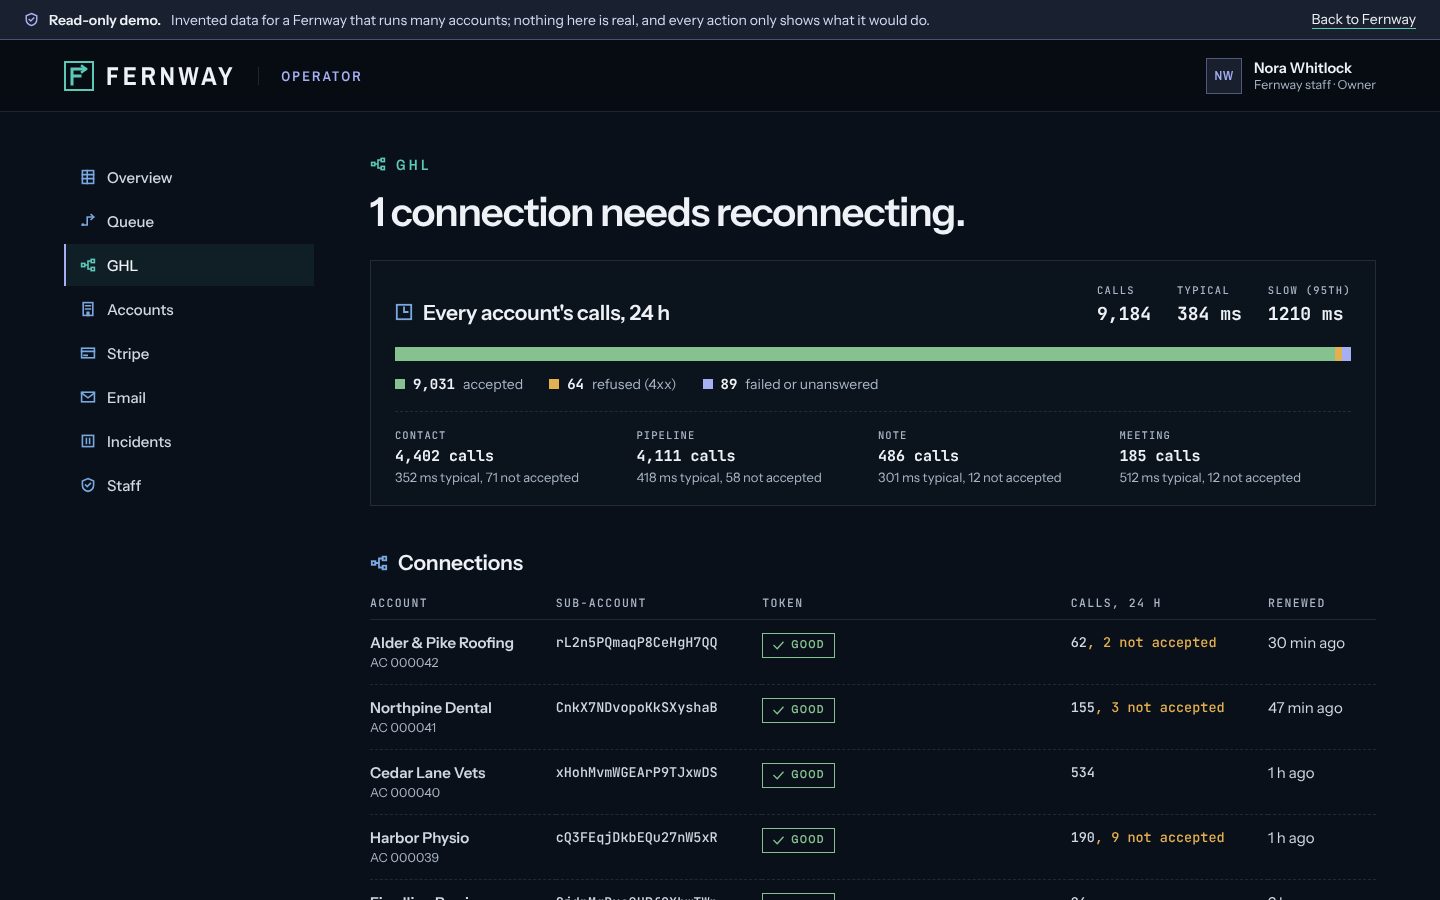 Read-only demo. Invented data for a Fernway that runs many accounts; nothing here is real, and every action only shows what it would do. Back to Fernway
FERNWAY OPERATOR
NW Nora Whitlock
Fernway staff · Owner
Overview
Queue
GHL
Accounts
Stripe
Email
Incidents
Staff
GHL
1 connection needs reconnecting.
Every account's calls, 24 h
CALLS TYPICAL SLOW (95TH)
9,184 384 ms 1210 ms
9,031 accepted 64 refused (4xx) 89 failed or unanswered
CONTACT PIPELINE NOTE MEETING
4,402 calls 4,111 calls 486 calls 185 calls
352 ms typical, 71 not accepted 418 ms typical, 58 not accepted 301 ms typical, 12 not accepted 512 ms typical, 12 not accepted
Connections
ACCOUNT SUB-ACCOUNT TOKEN CALLS, 24 H RENEWED
Alder & Pike Roofing rL2n5PQmaqP8CeHgH7QQ GOOD 62, 2 not accepted 30 min ago
AC 000042
Northpine Dental CnkX7NDvopoKkSXyshaB GOOD 155, 3 not accepted 47 min ago
AC 000041
Cedar Lane Vets xHohMvmWGEArP9TJxwDS GOOD 534 1 h ago
AC 000040
Harbor Physio cQ3FEqjDkbEQu27nW5xR GOOD 190, 9 not accepted 1 h ago
AC 000039